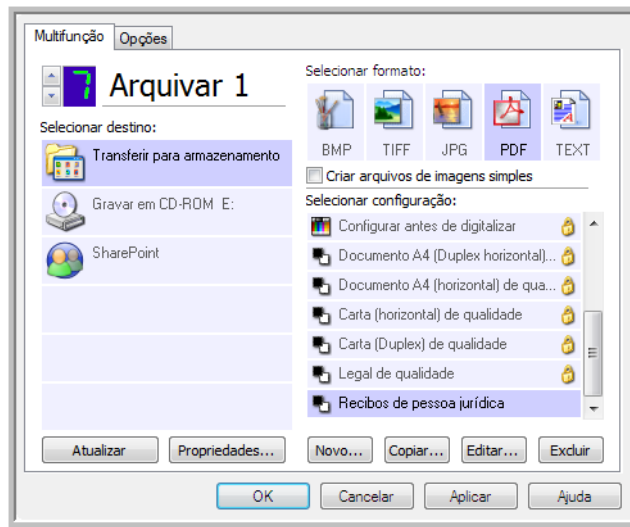 Multifunção
Opções
7
Arquivar 1
Selecionar destino:
Transferir para armazenamento
Gravar em CD-ROM E:
SharePoint
Atualizar
Propriedades...
Selecionar formato:
BMP
TIFF
JPG
PDF
TEXT
Criar arquivos de imagens simples
Selecionar configuração:
Configurar antes de digitalizar
Documento A4 (Duplex horizontal)...
Documento A4 (horizontal) de qua...
Carta (horizontal) de qualidade
Carta (Duplex) de qualidade
Legal de qualidade
Recibos de pessoa jurídica
Novo...
Copiar...
Editar...
Excluir
OK
Cancelar
Aplicar
Ajuda